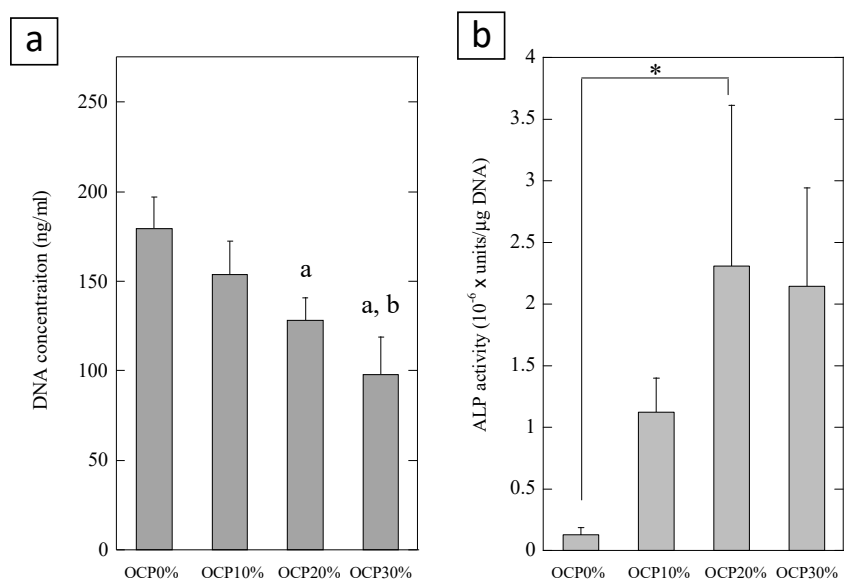 a
DNA concentraiton (ng/ml)
250
200
150
100
50
0
a
a, b
OCP0% OCP10% OCP20% OCP30%
b
ALP activity (10⁻⁶ x units/µg DNA)
4
3.5
3
2.5
2
1.5
1
0.5
0
*
OCP0% OCP10% OCP20% OCP30%